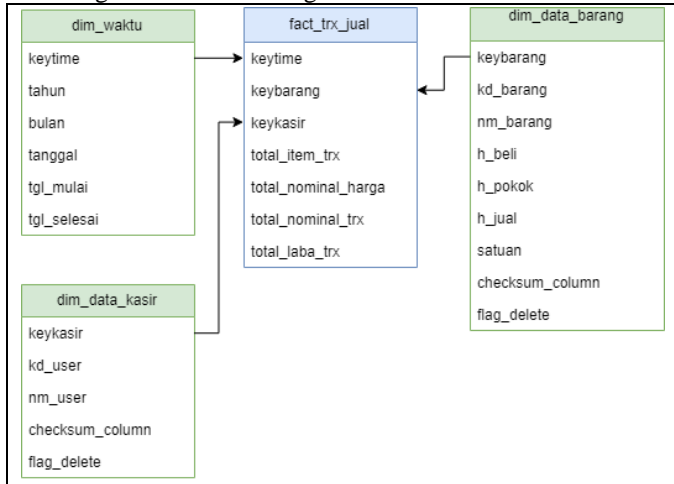 dim_waktu
keytime
tahun
bulan
tanggal
tgl_mulai
tgl_selesai
fact_trx_jual
keytime
keybarang
keykasir
total_item_trx
total_nominal_harga
total_nominal_trx
total_laba_trx
dim_data_barang
keybarang
kd_barang
nm_barang
h_beli
h_pokok
h_jual
satuan
checksum_column
flag_delete
dim_data_kasir
keykasir
kd_user
nm_user
checksum_column
flag_delete